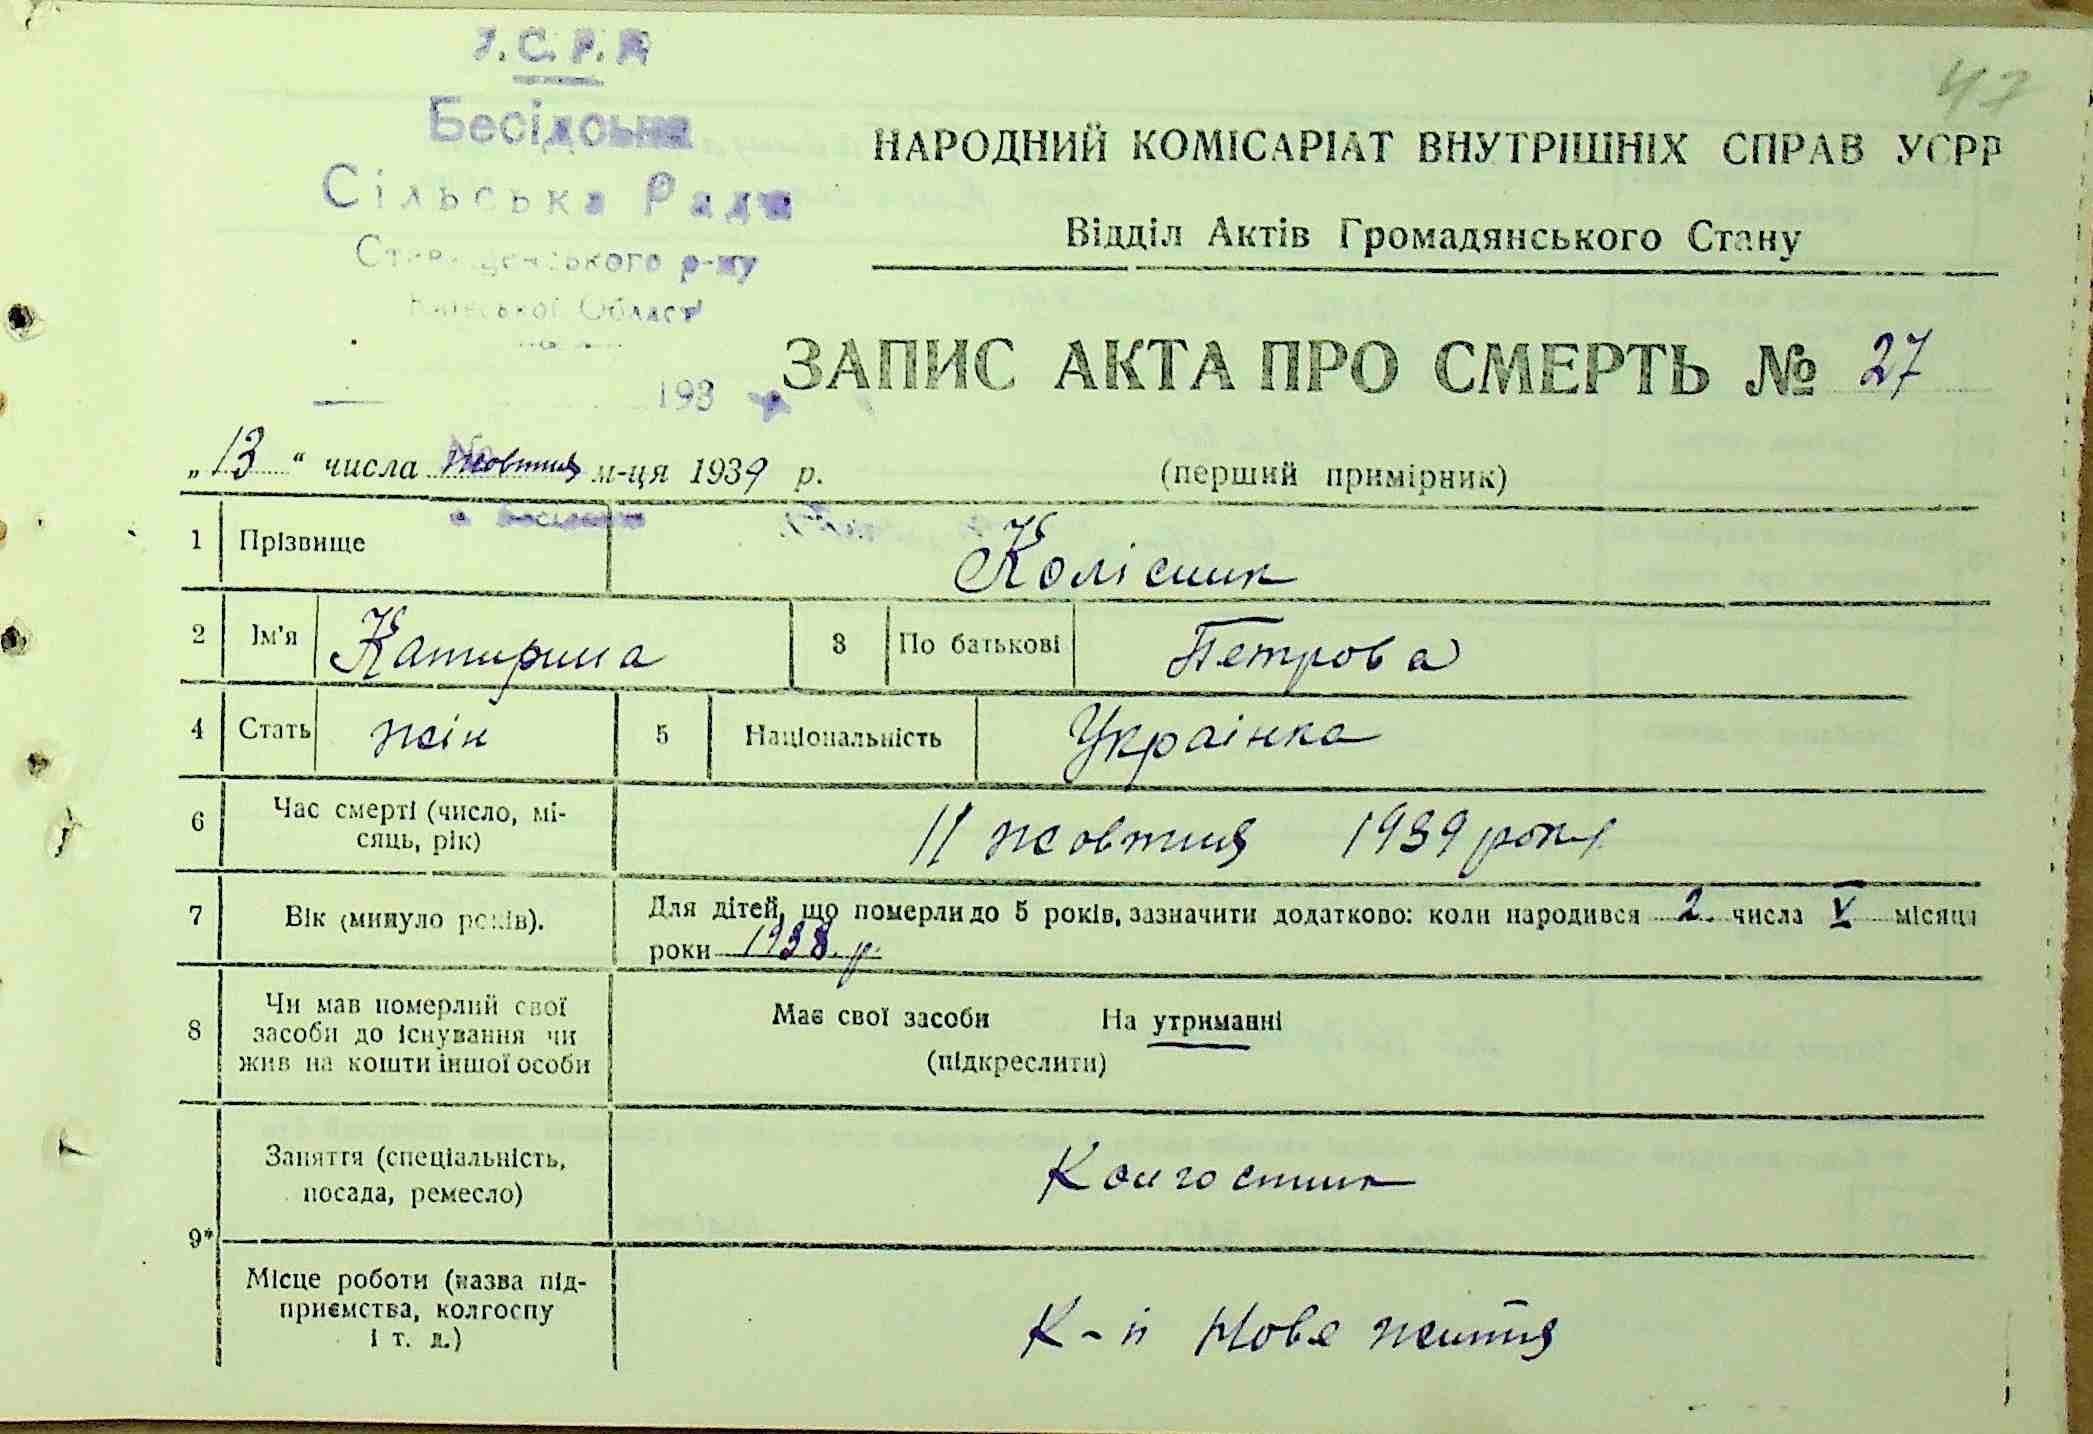 У.С.Р.Р
47
Бесідська
НАРОДНИЙ КОМІСАРІАТ ВНУТРІШНІХ СПРАВ УСРР
Сільська Рада
Відділ Актів Громадянського Стану
р-ну
Київської Області
ЗАПИС АКТА ПРО СМЕРТЬ № 27
193
„13“ числа жовтня м-ця 1939 р.
(перший примірник)
1 Прізвище Колісник
2 Ім'я Катирина 3 По батькові Петрова
4 Стать жін 5 Національність Українка
6 Час смерті (число, мі-
сяць, рік) 11 жовтня 1939 року
7 Вік (минуло років). Для дітей, що померли до 5 років, зазначити додатково: коли народився 2 числа V місяця
роки 1938 р.
8 Чи мав померлий свої
засоби до існування чи
жив на кошти іншої особи
Має свої засоби На утриманні
(підкреслити)
9* Заняття (спеціальність,
посада, ремесло) Колгоспник
Місце роботи (назва під-
приємства, колгоспу
і т. д.) К-п Нове життя